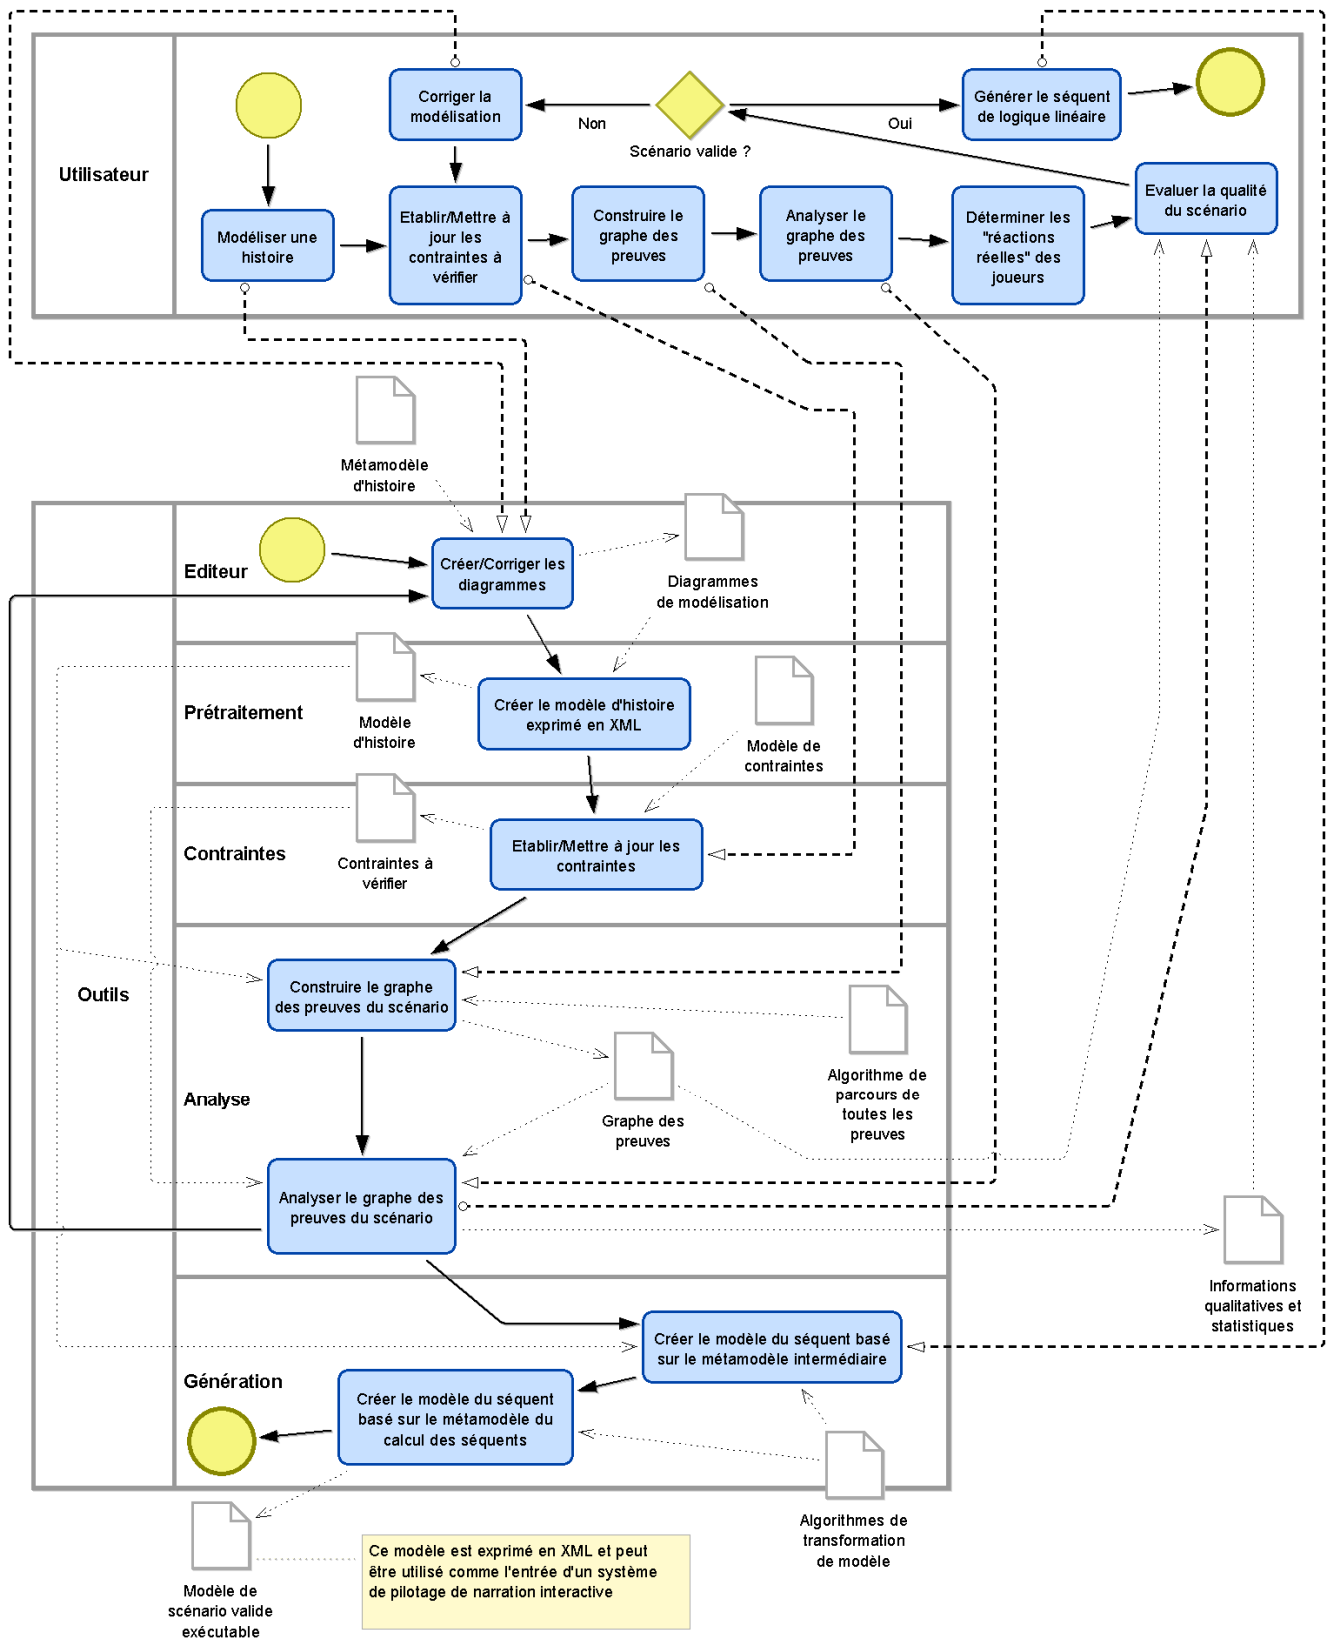 Utilisateur
Corriger la
modélisation
Non
Scénario valide ?
Oui
Générer le séquent
de logique linéaire
Modéliser une
histoire
Etablir/Mettre à
jour les
contraintes à
vérifier
Construire le
graphe des
preuves
Analyser le
graphe des
preuves
Déterminer les
"réactions
réelles" des
joueurs
Evaluer la qualité
du scénario
Métamodèle
d'histoire
Outils
Editeur
Créer/Corriger les
diagrammes
Diagrammes
de modélisation
Prétraitement
Modèle
d'histoire
Créer le modèle d'histoire
exprimé en XML
Modèle de
contraintes
Contraintes
Contraintes à
vérifier
Etablir/Mettre à jour les
contraintes
Analyse
Construire le graphe
des preuves du scénario
Algorithme de
parcours de
toutes les
preuves
Graphe des
preuves
Analyser le graphe des
preuves du scénario
Informations
qualitatives et
statistiques
Génération
Créer le modèle du séquent basé
sur le métamodèle intermédiaire
Créer le modèle du séquent
basé sur le métamodèle du
calcul des séquents
Algorithmes de
transformation
de modèle
Modèle de
scénario valide
exécutable
Ce modèle est exprimé en XML et peut
être utilisé comme l'entrée d'un système
de pilotage de narration interactive